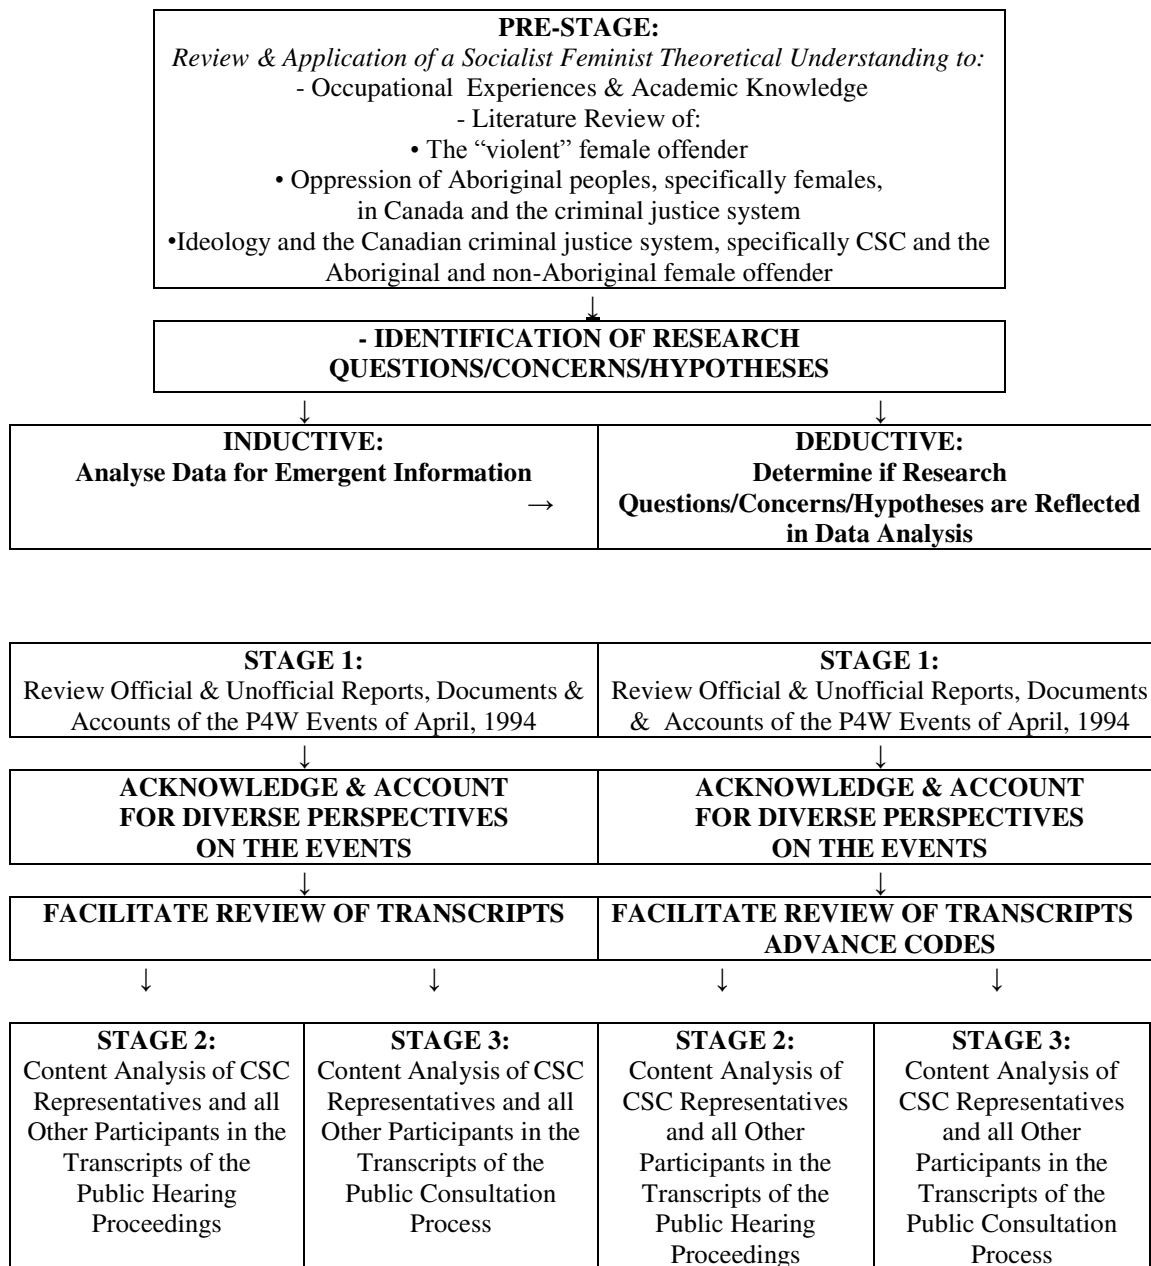 PRE-STAGE:
Review & Application of a Socialist Feminist Theoretical Understanding to:
- Occupational Experiences & Academic Knowledge
- Literature Review of:
• The “violent” female offender
• Oppression of Aboriginal peoples, specifically females,
in Canada and the criminal justice system
•Ideology and the Canadian criminal justice system, specifically CSC and the
Aboriginal and non-Aboriginal female offender
↓
- IDENTIFICATION OF RESEARCH
QUESTIONS/CONCERNS/HYPOTHESES
↓ ↓
INDUCTIVE:
Analyse Data for Emergent Information
→
DEDUCTIVE:
Determine if Research
Questions/Concerns/Hypotheses are Reflected
in Data Analysis
STAGE 1:
Review Official & Unofficial Reports, Documents &
Accounts of the P4W Events of April, 1994
STAGE 1:
Review Official & Unofficial Reports, Documents
& Accounts of the P4W Events of April, 1994
↓ ↓
ACKNOWLEDGE & ACCOUNT
FOR DIVERSE PERSPECTIVES
ON THE EVENTS
ACKNOWLEDGE & ACCOUNT
FOR DIVERSE PERSPECTIVES
ON THE EVENTS
↓ ↓
FACILITATE REVIEW OF TRANSCRIPTS
FACILITATE REVIEW OF TRANSCRIPTS
ADVANCE CODES
↓ ↓ ↓ ↓
STAGE 2:
Content Analysis of CSC
Representatives and all
Other Participants in the
Transcripts of the
Public Hearing
Proceedings
STAGE 3:
Content Analysis of CSC
Representatives and all
Other Participants in the
Transcripts of the
Public Consultation
Process
STAGE 2:
Content Analysis of
CSC Representatives
and all Other
Participants in the
Transcripts of the
Public Hearing
Proceedings
STAGE 3:
Content Analysis of
CSC Representatives
and all Other
Participants in the
Transcripts of the
Public Consultation
Process